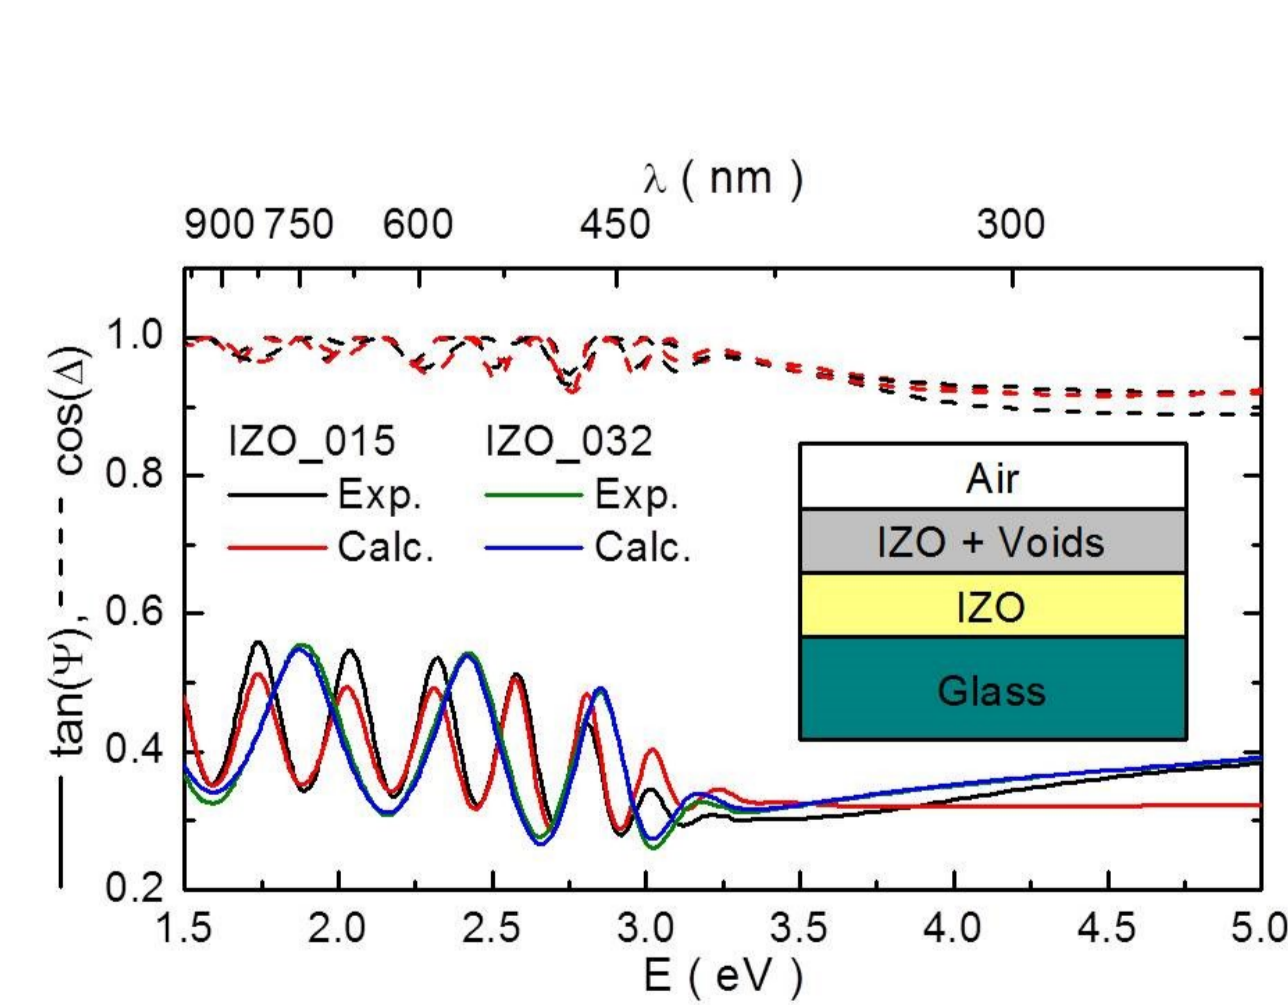 λ ( nm )
900 750 600 450 300
1.0
0.8
0.6
0.4
0.2
—— tan(Ψ), - - - - cos(Δ)
IZO_015 IZO_032
Exp. Exp.
Calc. Calc.
Air
IZO + Voids
IZO
Glass
1.5 2.0 2.5 3.0 3.5 4.0 4.5 5.0
E ( eV )